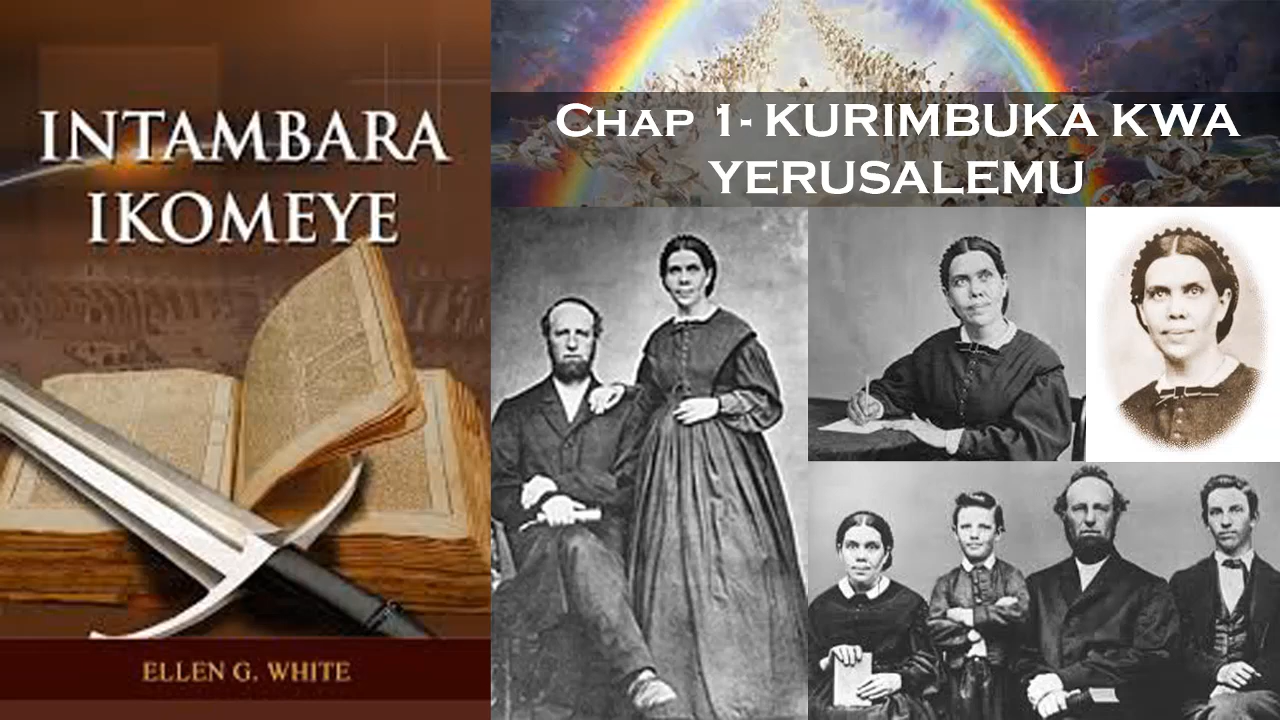 INTAMBARA
IKOMEYE
ELLEN G. WHITE
Chap 1- KURIMBUKA KWA
YERUSALEMU